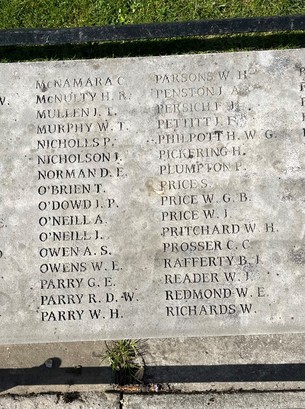 McNAMARA C.
McNULTY H. R.
MULLEN J. T.
MURPHY W. T.
NICHOLLS P.
NICHOLSON J.
NORMAN D. E.
O'BRIEN T.
O'DOWD J. P.
O'NEILL A.
O'NEILL J.
OWEN A. S.
OWENS W. E.
PARRY G. E.
PARRY R. D. W.
PARRY W. H.
PARSONS W. H.
PENSTON J. A.
PERSICH F. J.
PETTITT L. F.
PHILPOTT H. W. G.
PICKERING H.
PLUMPTON F.
PRICE S.
PRICE W. G. B.
PRICE W. J.
PRITCHARD W. H.
PROSSER C. C.
RAFFERTY B. J.
READER W. J.
REDMOND W. E.
RICHARDS W.